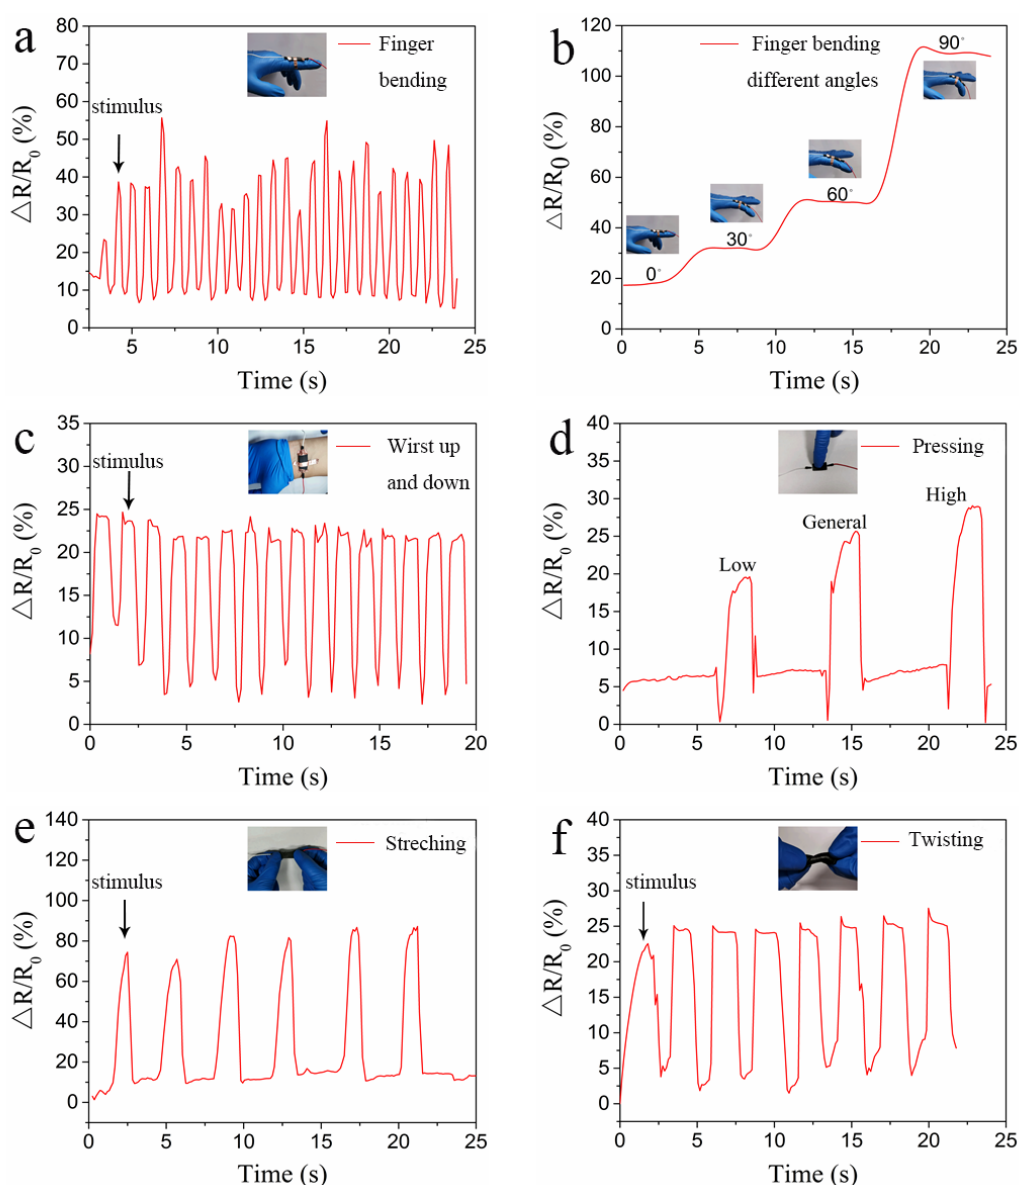 a
Finger
bending
stimulus
△R/R0 (%)
80
70
60
50
40
30
20
10
0
5
10
15
20
25
Time (s)
b
Finger bending
different angles
90°
60°
30°
0°
△R/R0 (%)
120
100
80
60
40
20
0
0
5
10
15
20
25
Time (s)
c
Wirst up
and down
stimulus
△R/R0 (%)
35
30
25
20
15
10
5
0
0
5
10
15
20
Time (s)
d
Pressing
High
General
Low
△R/R0 (%)
40
35
30
25
20
15
10
5
0
0
5
10
15
20
25
Time (s)
e
Streching
stimulus
△R/R0 (%)
140
120
100
80
60
40
20
0
0
5
10
15
20
25
Time (s)
f
Twisting
stimulus
△R/R0 (%)
40
35
30
25
20
15
10
5
0
0
5
10
15
20
25
Time (s)